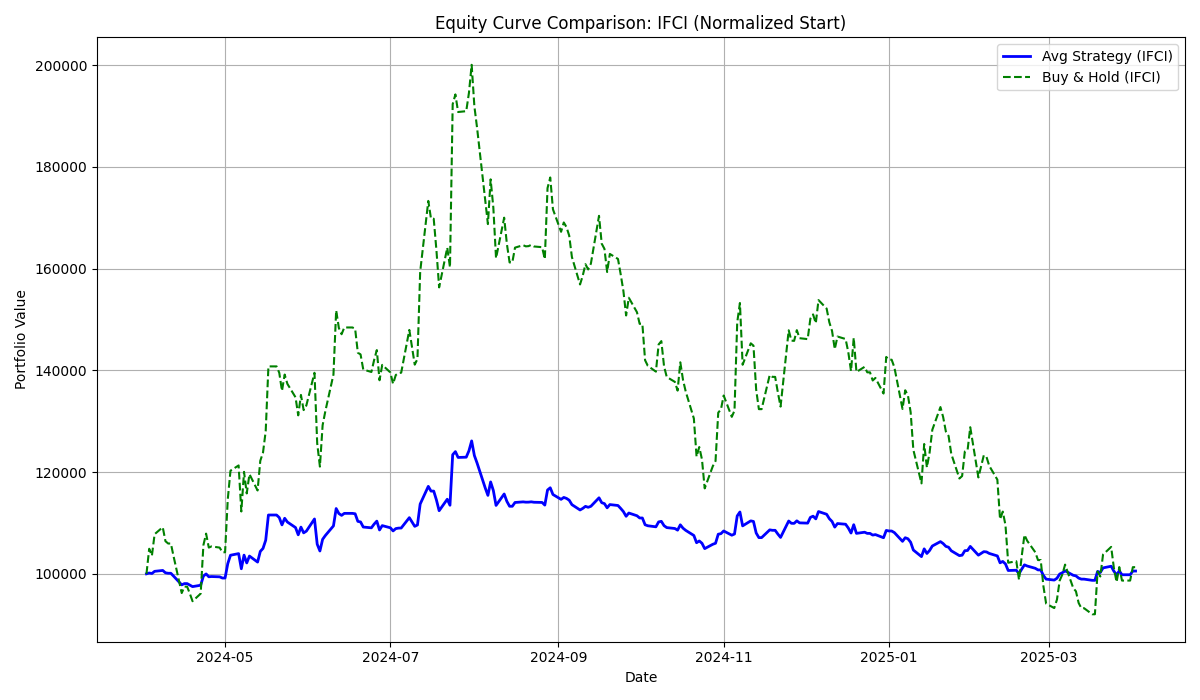 Equity Curve Comparison: IFCI (Normalized Start)
Avg Strategy (IFCI)
Buy & Hold (IFCI)
Portfolio Value
200000
180000
160000
140000
120000
100000
2024-05
2024-07
2024-09
2024-11
2025-01
2025-03
Date